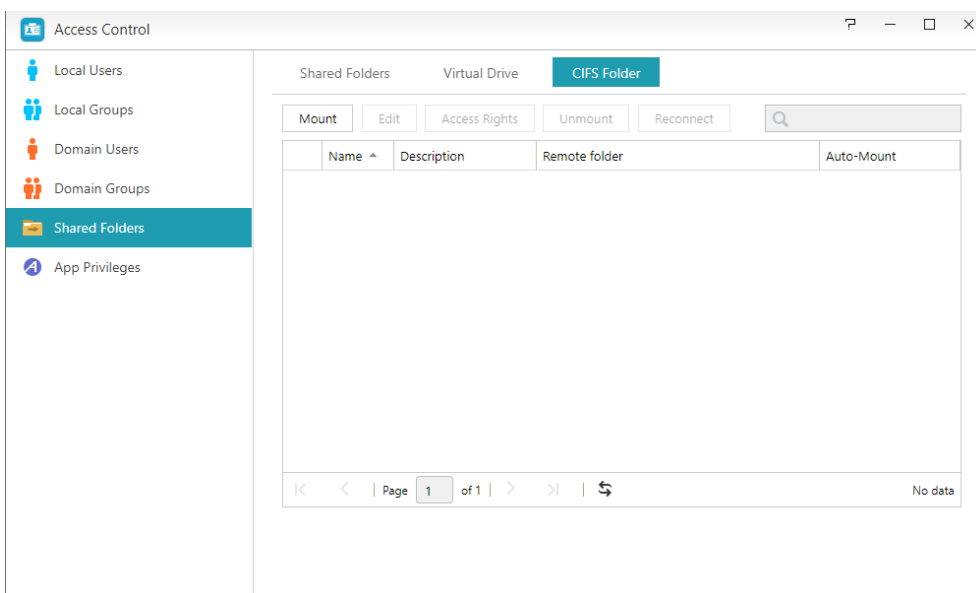 Access Control
Local Users
Local Groups
Domain Users
Domain Groups
Shared Folders
App Privileges
Shared Folders Virtual Drive CIFS Folder
Mount Edit Access Rights Unmount Reconnect
Name Description Remote folder Auto-Mount
Page 1 of 1 No data